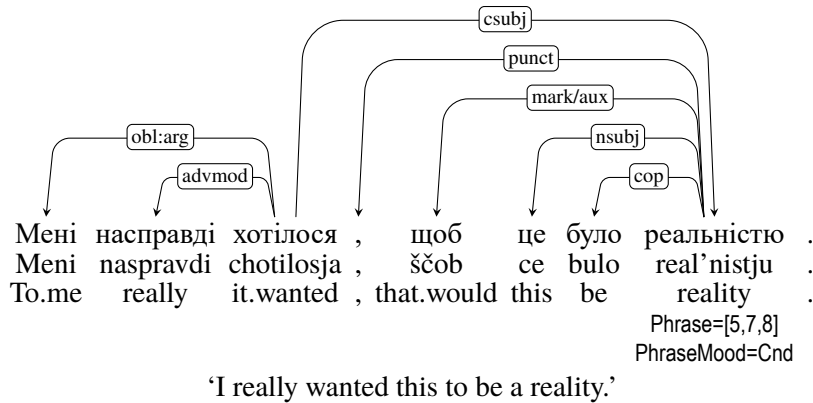 csubj
punct
mark/aux
obl:arg nsubj
advmod cop
Мені насправді хотілося , щоб це було реальністю .
Meni naspravdi chotilosja , ščob ce bulo real’nistju .
To.me really it.wanted , that.would this be reality .
Phrase=[5,7,8]
PhraseMood=Cnd
‘I really wanted this to be a reality.’